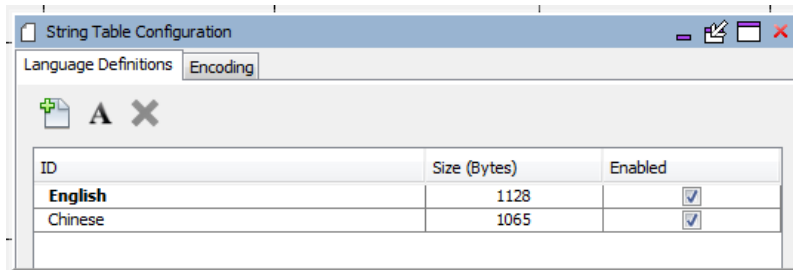 String Table Configuration
Language Definitions Encoding
A
ID Size (Bytes) Enabled
English 1128
Chinese 1065